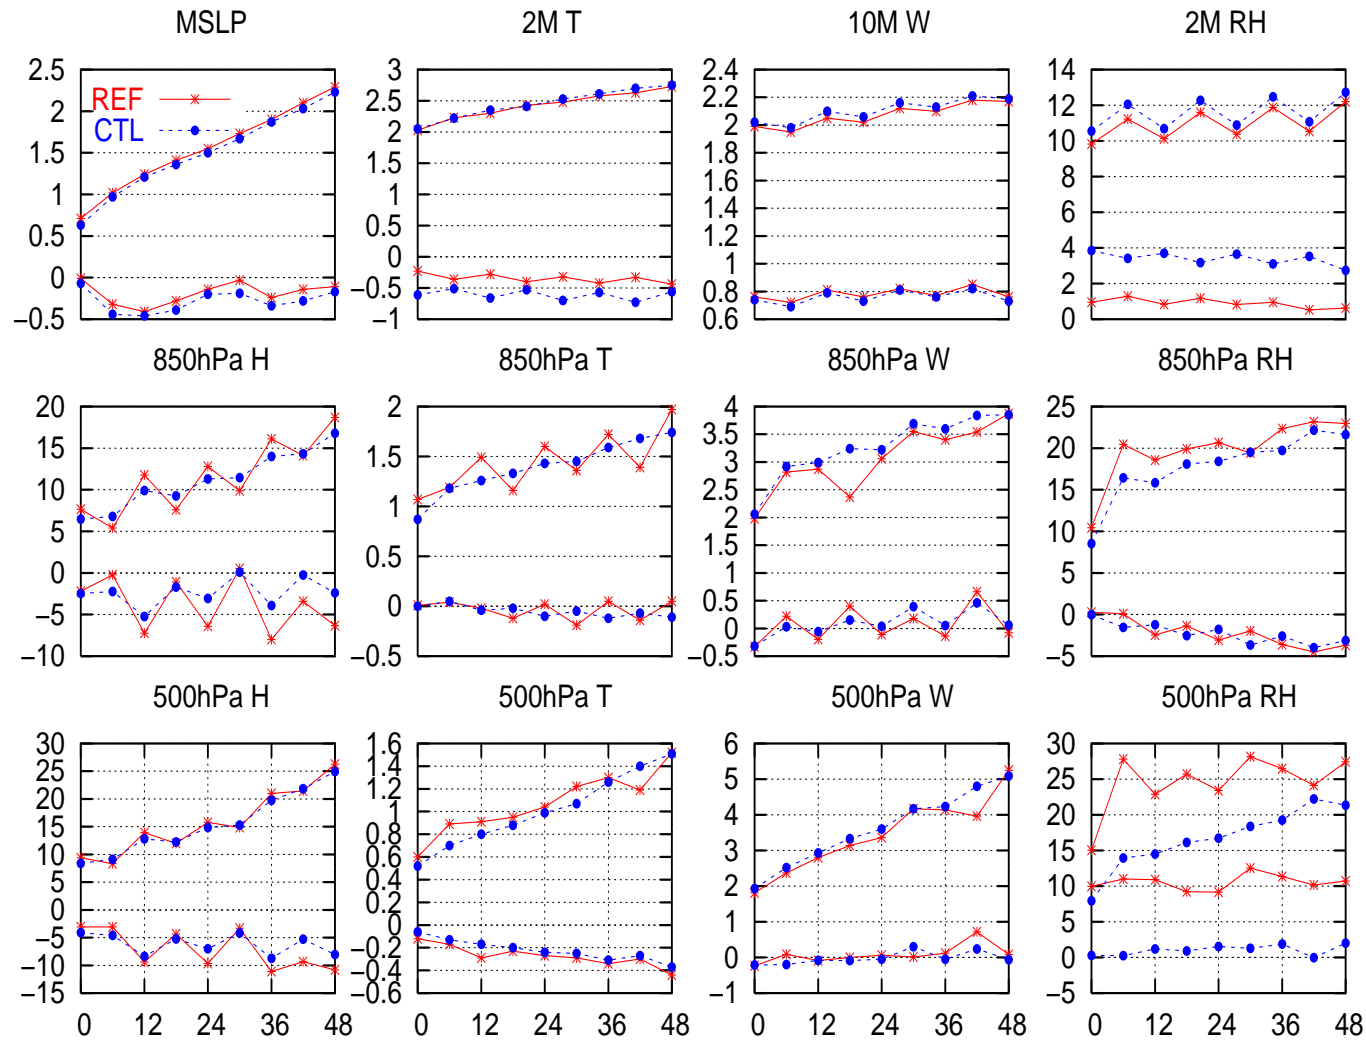 MSLP 2M T 10M W 2M RH
2.5 3 2.4 14
REF 2.5 2.2 12
2 2 2 10
CTL 1.5 1.8 8
1.5 1 1.6 6
1 0.5 1.4 4
0.5 0 1.2 2
0 −0.5 1 0
−0.5 −1 0.8
0.6
850hPa H 850hPa T 850hPa W 850hPa RH
20 2 4 25
15 1.5 3.5 20
10 1 3 15
5 0.5 2.5 10
0 0 2 5
−5 −0.5 1.5 0
−10 1 −5
0.5
0
−0.5
500hPa H 500hPa T 500hPa W 500hPa RH
30 1.6 6 30
25 1.4 5 25
20 1.2 4 20
15 1 3 15
10 0.8 2 10
5 0.6 1 5
0 0.4 0 0
−5 0.2 −1 −5
−10 0
−15 −0.2
−0.4
−0.6
0 12 24 36 48 0 12 24 36 48 0 12 24 36 48 0 12 24 36 48